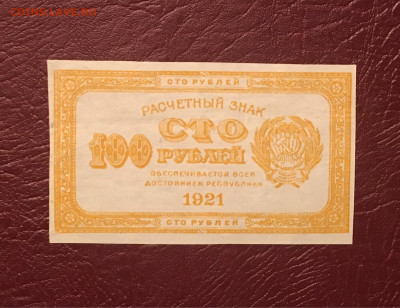 СТО РУБЛЕЙ
РАСЧЕТНЫЙ ЗНАК
100 СТО
РУБЛЕЙ
ОБЕСПЕЧИВАЕТСЯ ВСЕМ
ДОСТОЯНИЕМ РЕСПУБЛИКИ
1921
СТО РУБЛЕЙ